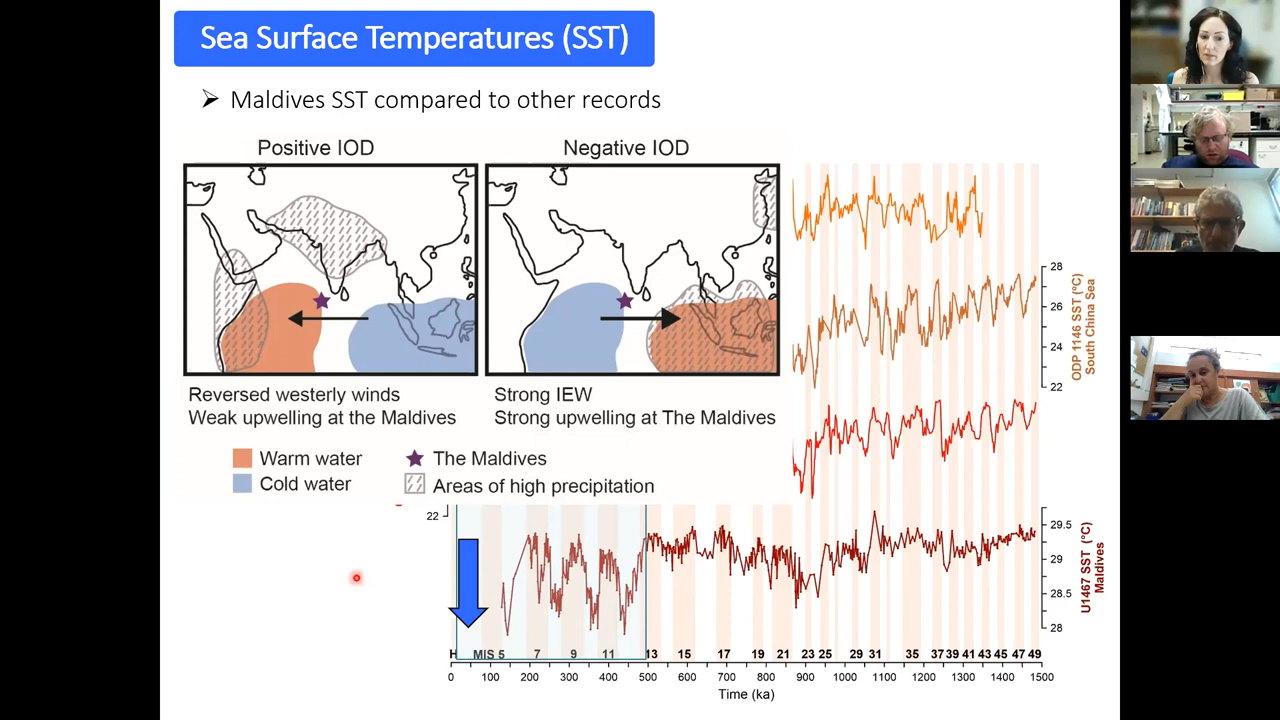 Sea Surface Temperatures (SST)
Maldives SST compared to other records
Positive IOD
Negative IOD
Reversed westerly winds
Weak upwelling at the Maldives
Strong IEW
Strong upwelling at The Maldives
Warm water
The Maldives
Cold water
Areas of high precipitation
28
26
24
22
ODP 1146 SST (°C)
South China Sea
22
29.5
29
28.5
28
U1467 SST (°C)
Maldives
H MIS 5 7 9 11 13 15 17 19 21 23 25 29 31 35 37 39 41 43 45 47 49
0 100 200 300 400 500 600 700 800 900 1000 1100 1200 1300 1400 1500
Time (ka)